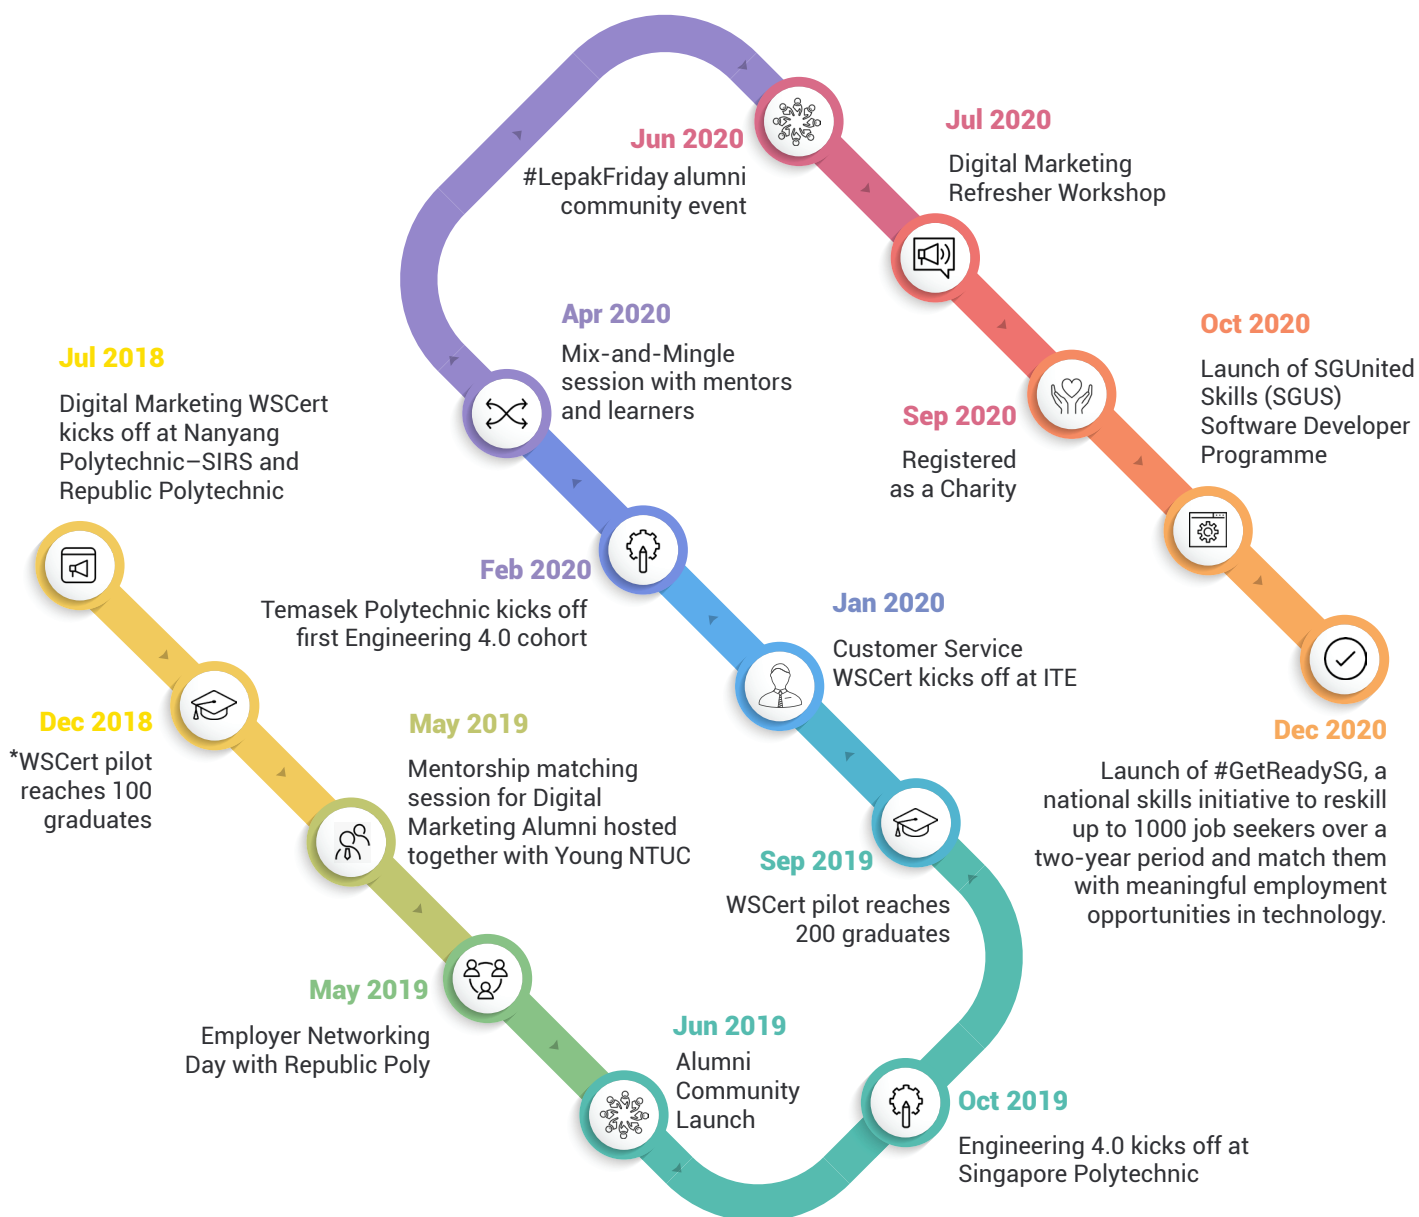 Jul 2018
Digital Marketing WSCert
kicks off at Nanyang
Polytechnic–SIRS and
Republic Polytechnic
Dec 2018
*WSCert pilot
reaches 100
graduates
May 2019
Mentorship matching
session for Digital
Marketing Alumni hosted
together with Young NTUC
May 2019
Employer Networking
Day with Republic Poly
Jun 2019
Alumni
Community
Launch
Oct 2019
Engineering 4.0 kicks off at
Singapore Polytechnic
Sep 2019
WSCert pilot reaches
200 graduates
Jan 2020
Customer Service
WSCert kicks off at ITE
Feb 2020
Temasek Polytechnic kicks off
first Engineering 4.0 cohort
Apr 2020
Mix-and-Mingle
session with mentors
and learners
Jun 2020
#LepakFriday alumni
community event
Jul 2020
Digital Marketing
Refresher Workshop
Sep 2020
Registered
as a Charity
Oct 2020
Launch of SGUnited
Skills (SGUS)
Software Developer
Programme
Dec 2020
Launch of #GetReadySG, a
national skills initiative to reskill
up to 1000 job seekers over a
two-year period and match them
with meaningful employment
opportunities in technology.